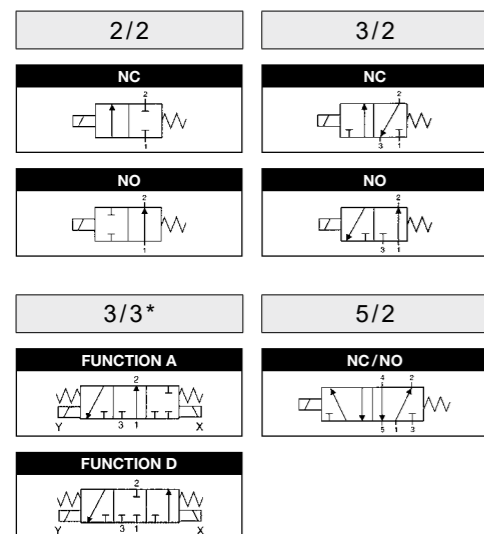 2/2
3/2
NC
2
1
NC
2
3 1
NO
2
1
NO
2
3 1
3/3*
5/2
FUNCTION A
2
Y 3 1 X
NC/NO
4 2
5 1 3
FUNCTION D
2
Y 3 1 X